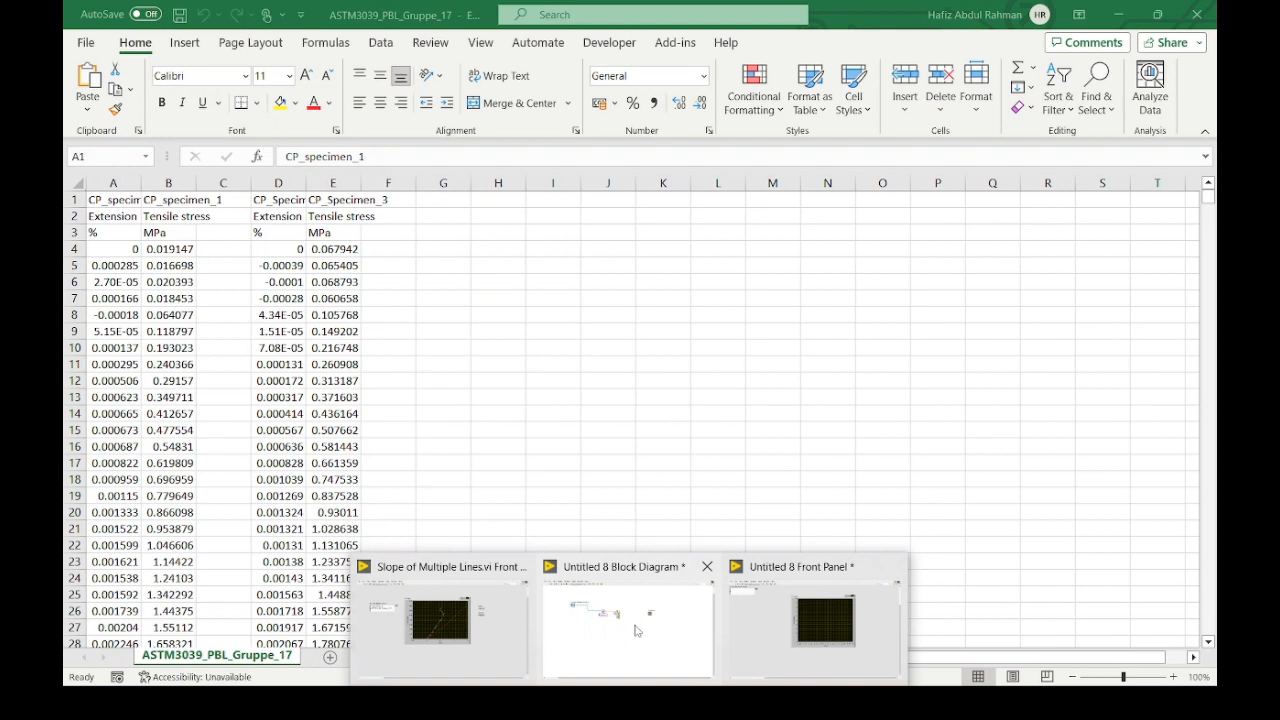 AutoSave Off ASTM3039_PBL_Gruppe_17 - E... Search Hafiz Abdul Rahman HR
File Home Insert Page Layout Formulas Data Review View Automate Developer Add-ins Help Comments Share
Paste Calibri 11 Wrap Text General Conditional Formatting Format as Table Cell Styles Insert Delete Format Sort & Filter Find & Select Analyze Data
B I U Merge & Center
Clipboard Font Alignment Number Styles Cells Editing Analysis
A1 fx CP_specimen_1
A B C D E F G H I J K L M N O P Q R S T
1 CP_specin CP_specimen_1 CP_Specin CP_Specimen_3
2 Extension Tensile stress Extension Tensile stress
3 % MPa % MPa
4 0 0.019147 0 0.067942
5 0.000285 0.016698 -0.00039 0.065405
6 2.70E-05 0.020393 -0.0001 0.068793
7 0.000166 0.018453 -0.00028 0.060658
8 -0.00018 0.064077 4.34E-05 0.105768
9 5.15E-05 0.118797 1.51E-05 0.149202
10 0.000137 0.193023 7.08E-05 0.216748
11 0.000295 0.240366 0.000131 0.260908
12 0.000506 0.29157 0.000172 0.313187
13 0.000623 0.349711 0.000317 0.371603
14 0.000665 0.412657 0.000414 0.436164
15 0.000673 0.477554 0.000567 0.507662
16 0.000687 0.54831 0.000636 0.581443
17 0.000822 0.619809 0.000828 0.661359
18 0.000959 0.696959 0.001039 0.747533
19 0.00115 0.779649 0.001269 0.837528
20 0.001333 0.866098 0.001324 0.93011
21 0.001522 0.953879 0.001321 1.028638
22 0.001599 1.046606 0.00131 1.131065
23 0.001621 1.14422 0.00138 1.23375
24 0.001538 1.24103 0.00143 1.34116
25 0.001592 1.342292 0.001563 1.4488
26 0.001739 1.44375 0.001718 1.55877
27 0.00204 1.55112 0.001917 1.67159
28 0.002246 1.658321 0.002067 1.78076
Slope of Multiple Lines.vi Front ... Untitled 8 Block Diagram * Untitled 8 Front Panel *
ASTM3039_PBL_Gruppe_17
Ready Accessibility: Unavailable 100%